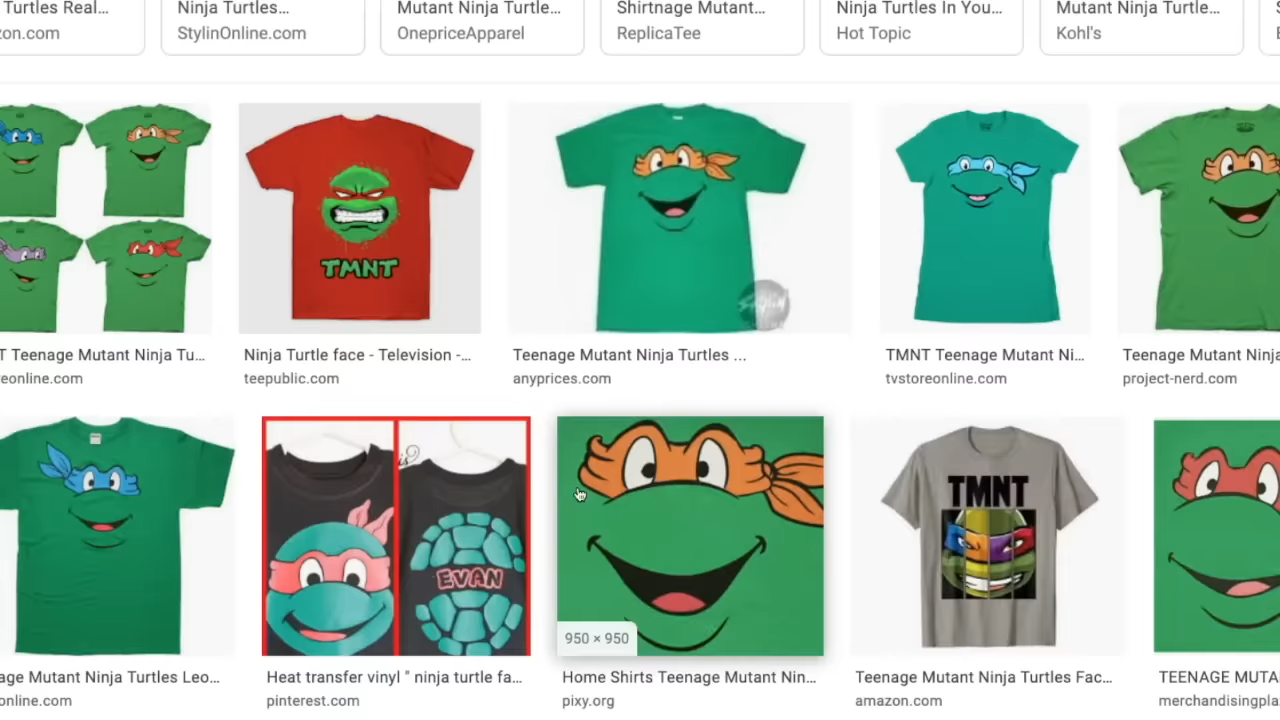 Turtles Real...
Ninja Turtles...
Mutant Ninja Turtle...
Shirtnage Mutant...
Ninja Turtles In You...
Mutant Ninja Turtle...
zon.com
StylinOnline.com
OnepriceApparel
ReplicaTee
Hot Topic
Kohl's
TMNT
T Teenage Mutant Ninja Tu...
Ninja Turtle face - Television -...
Teenage Mutant Ninja Turtles ...
TMNT Teenage Mutant Ni...
Teenage Mutant Ninja
eonline.com
teepublic.com
anyprices.com
tvstoreonline.com
project-nerd.com
TMNT
EVAN
950 × 950
age Mutant Ninja Turtles Leo...
Heat transfer vinyl " ninja turtle fa...
Home Shirts Teenage Mutant Nin...
Teenage Mutant Ninja Turtles Fac...
TEENAGE MUTA
online.com
pinterest.com
pixy.org
amazon.com
merchandisingpla